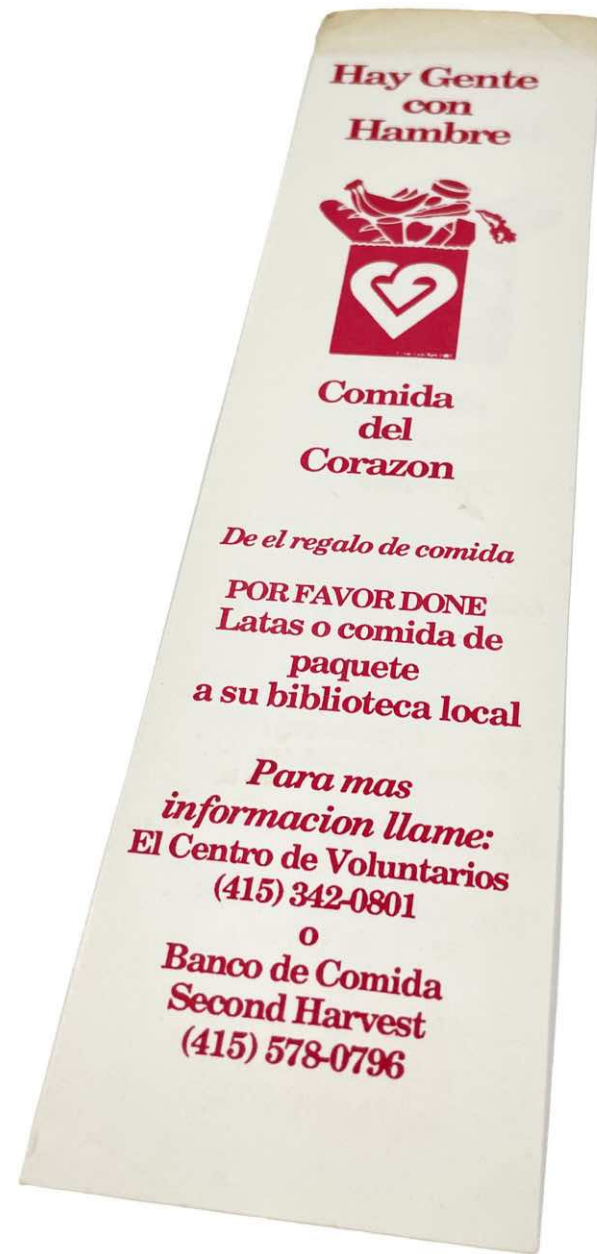 Hay Gente
con
Hambre
Comida
del
Corazon
De el regalo de comida
POR FAVOR DONE
Latas o comida de
paquete
a su biblioteca local
Para mas
informacion llame:
El Centro de Voluntarios
(415) 342-0801
o
Banco de Comida
Second Harvest
(415) 578-0796